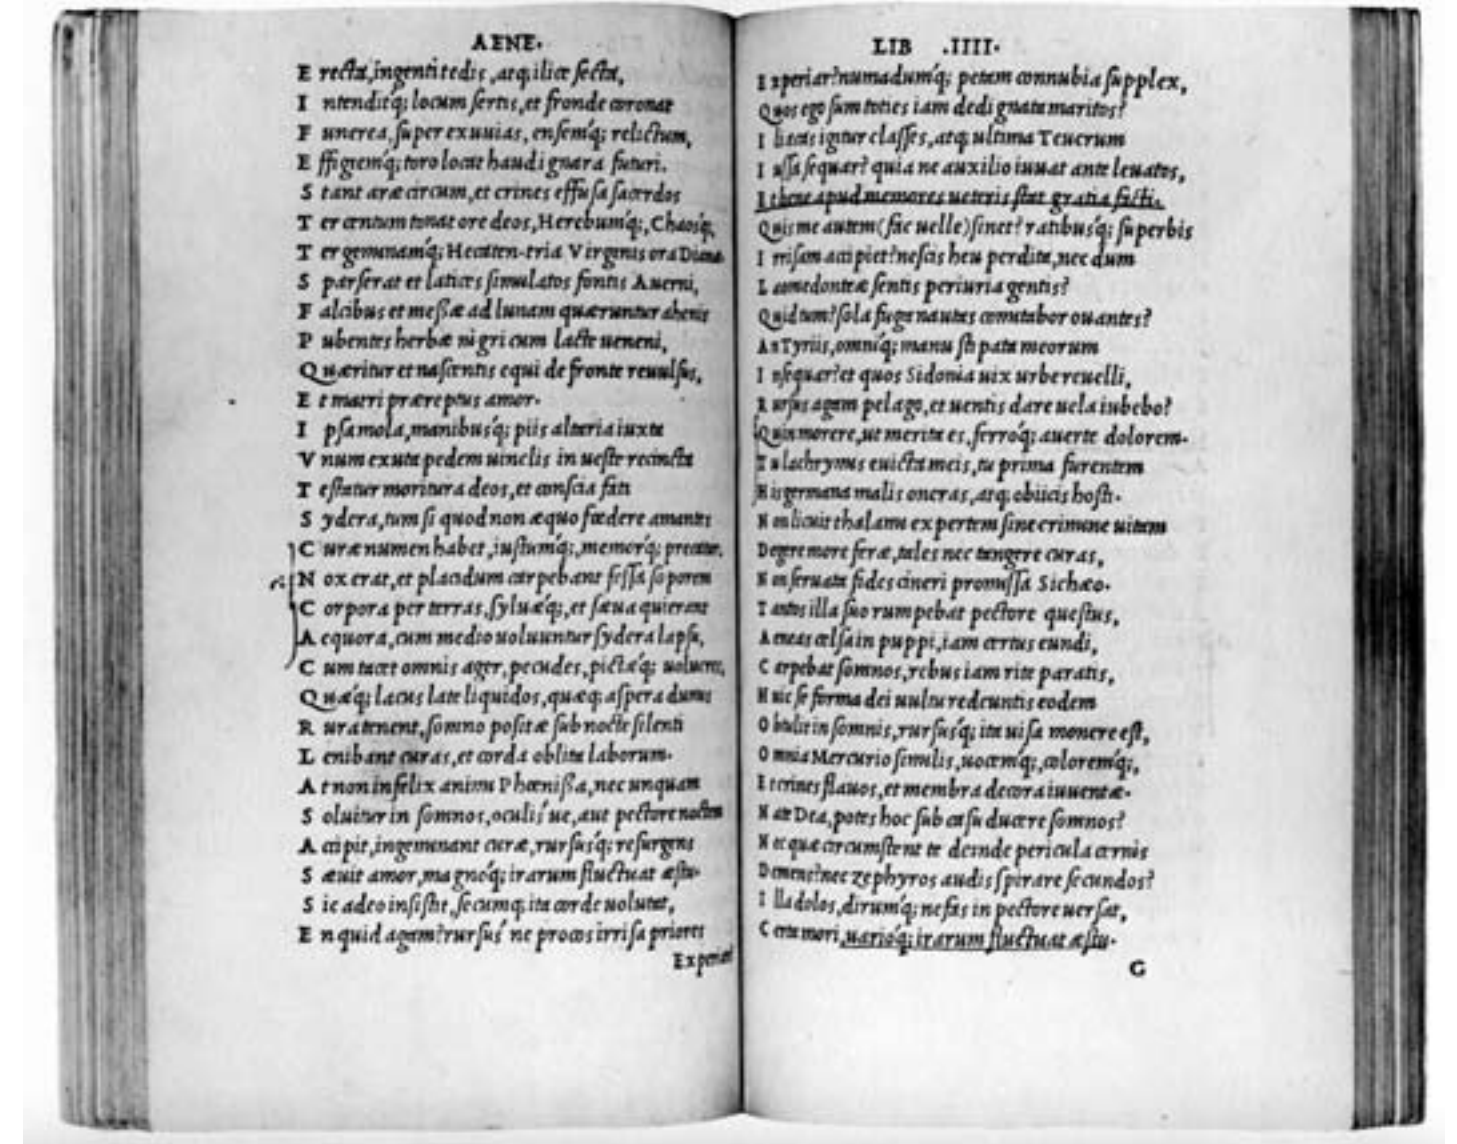 AENE.
E recta, ingenti tedis, atq; ilice secta,
I ntenditq́; locum sertis, et fronde coronat
F unerea, super exuuias, ensemq́; relictum,
E ffigiemq́; toro locat haud ignara futuri.
S tant aræ circum, et crines effusa sacerdos
T er centum tonat ore deos, Herebumq́;, Chaosq́;
T ergeminamq́; Hecaten-tria Virginis ora Dianæ
S parserat et latices simulatos fontis Auerni,
F alcibus et messæ ad lunam quæruntur ahenis
P ubentes herbæ nigri cum lacte ueneni,
Quæritur et nascentis equi de fronte reuulsus,
E t matri præreptus amor.
I psa mola, manibusq́; piis altaria iuxta
V num exuta pedem uinclis in ueste recincta
T estatur moritura deos, et conscia fati
S ydera, tum si quod non æquo fœdere amantes
C uræ numen habet, iustumq́;, memorq́; precatur.
N ox erat, et placidum carpebant fessa soporem
C orpora per terras, syluæq́;, et sæua quierant
A equora, cum medio uoluuntur sydera lapsu,
C um tacet omnis ager, pecudes, pictæq́; uolucres,
Quæq́; lacus late liquidos, quæq; aspera dumis
R ura tenent, somno positæ sub nocte silenti
L enibant curas, et corda oblita laborum.
A t non infelix animi Phœnissa, nec unquam
S oluitur in somnos, oculis'ue, aut pectore noctem
A ccipit, ingeminant curæ, rursusq́; resurgens
S æuit amor, magnoq́; irarum fluctuat æstu.
S ic adeo insistit, secumq; ita corde uolutat,
E n quid agam? rursus' ne procos irrisa priores
Experiar
LIB .IIII.
E xperiar? numadumq́; petam connubia supplex,
Quos ego sum toties iam dedignata maritos?
I liacas igitur classes, atq; ultima Teucrum
I ussa sequar? quia ne auxilio iuuat ante leuatos,
E t bene apud memores ueteris stat gratia facti.
Quis me autem (fac uelle) sinet? ratibusq́; superbis
I rrisam accipiet? nescis heu perdita, nec dum
L aomedonteæ sentis periuria gentis?
Quid tum? sola fuga nautas comitabor ouantes?
An Tyriis, omniq́; manu stipata meorum
I nsequar? et quos Sidonia uix urbe reuelli,
R ursus agam pelago, et uentis dare uela iubebo?
Quin morere, ut merita es, ferroq́; auerte dolorem.
T u lachrymis euicta meis, tu prima furentem
H is germana malis oneras, atq; obiicis hosti.
N on licuit thalami expertem sine crimine uitam
Degere more feræ, tales nec tangere curas,
N on seruata fides cineri promissa Sichæo.
T antos illa suo rumpebat pectore questus,
A eneas celsa in puppi, iam certus eundi,
C arpebat somnos, rebus iam rite paratis,
H uic se forma dei uultu redeuntis eodem
O btulit in somnis, rursusq́; ita uisa monere est,
O mnia Mercurio similis, uocemq́;, coloremq́;,
E t crines flauos, et membra decora iuuentæ.
N ate Dea, potes hoc sub casu ducere somnos?
N ec quæ circumstent te deinde pericula cernis
Demens? nec zephyros audis spirare secundos?
I lla dolos, dirumq́; nefas in pectore uersat,
C erta mori, uarioq́; irarum fluctuat æstu.
G